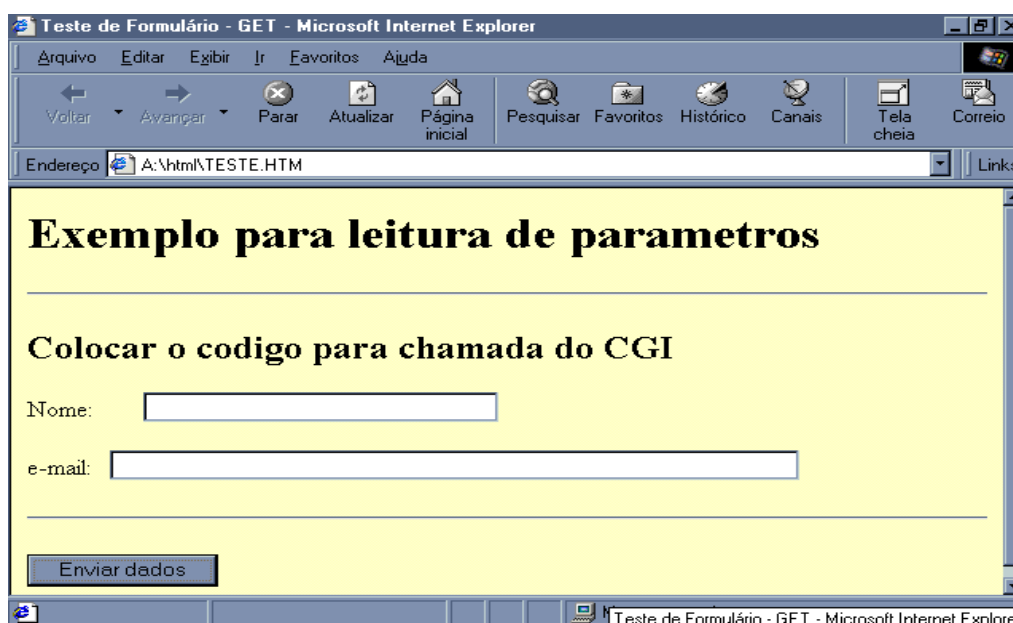 Teste de Formulário - GET - Microsoft Internet Explorer
Arquivo Editar Exibir Ir Favoritos Ajuda
Voltar Avançar Parar Atualizar Página inicial Pesquisar Favoritos Histórico Canais Tela cheia Correio
Endereço A:\html\TESTE.HTM Links
Exemplo para leitura de parametros
Colocar o codigo para chamada do CGI
Nome:
e-mail:
Enviar dados
Teste de Formulário - GET - Microsoft Internet Explore